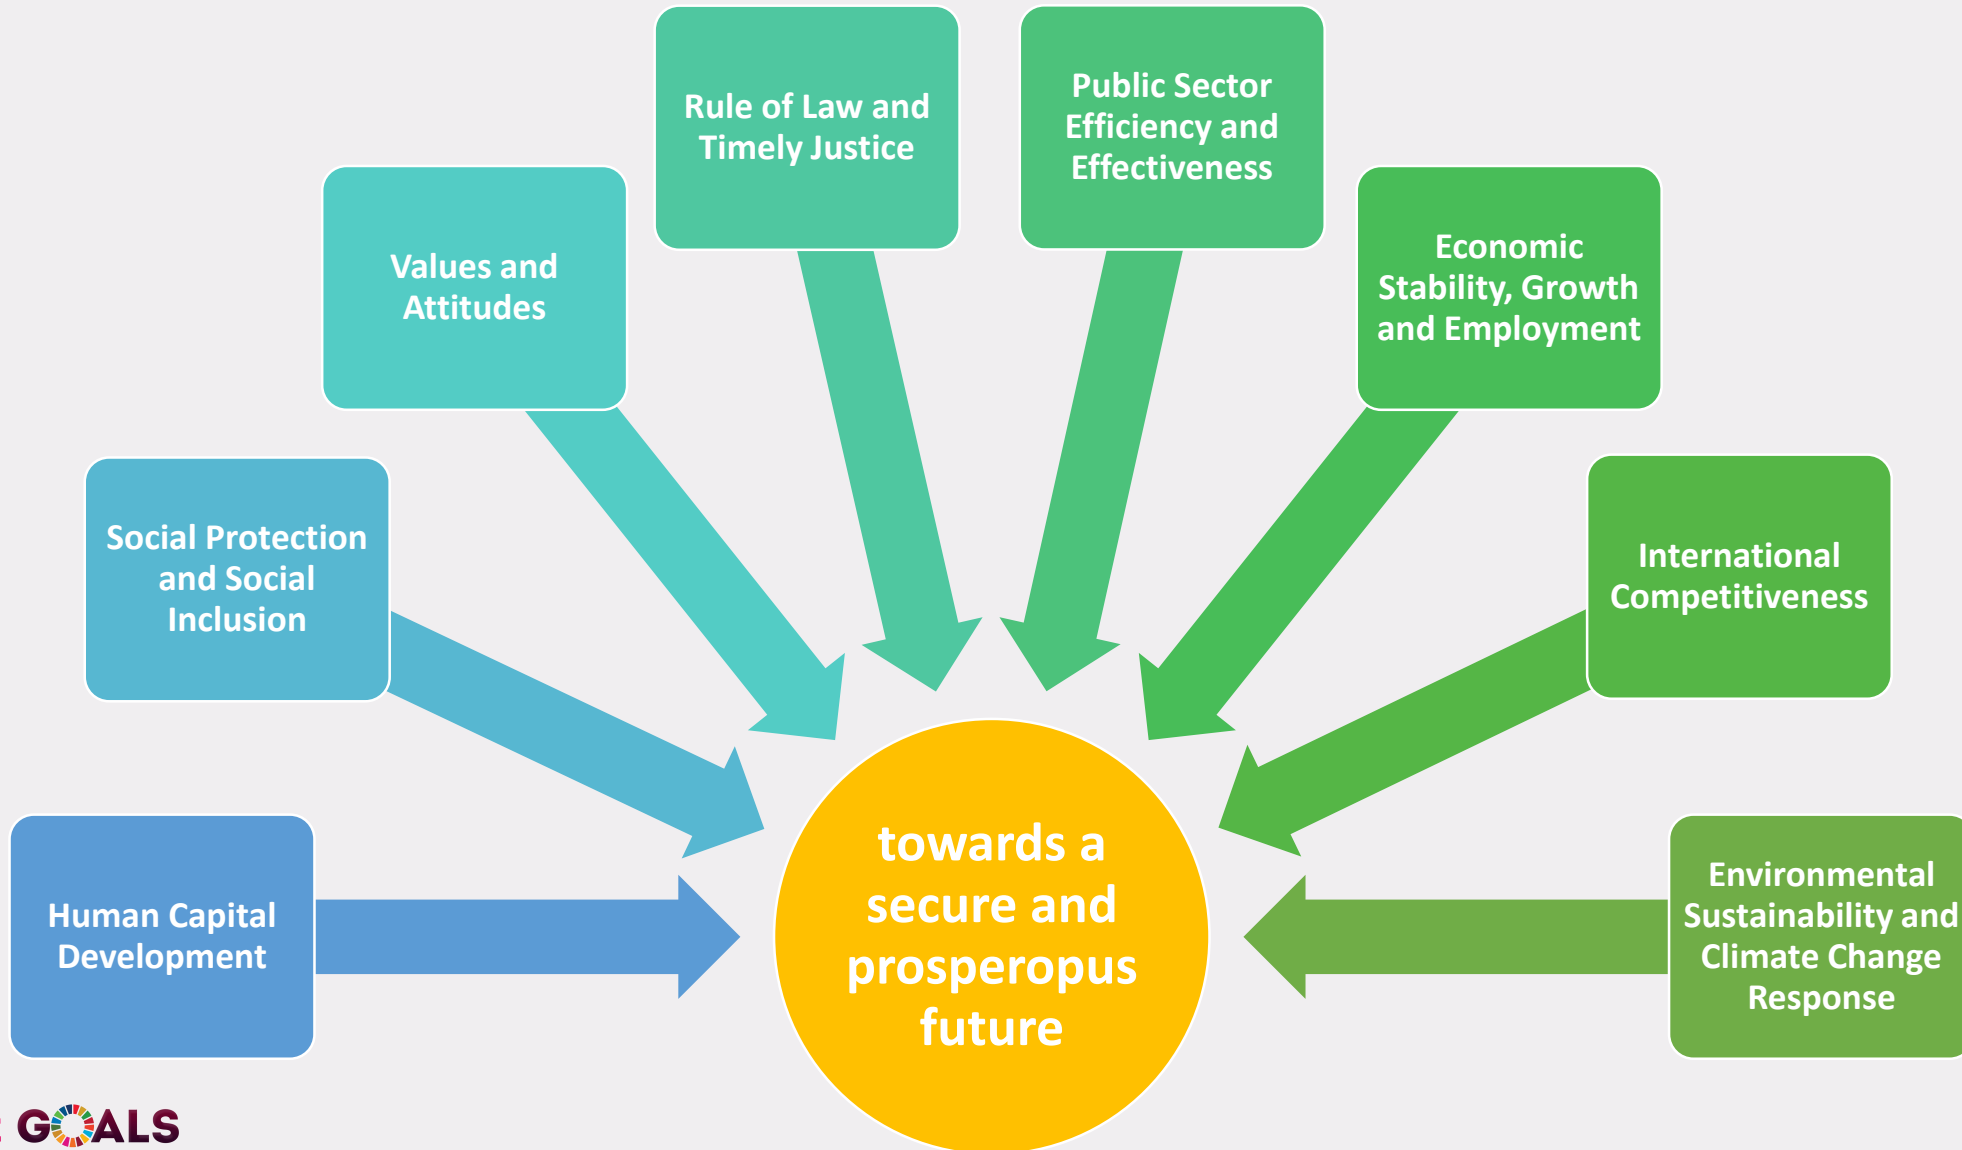 Rule of Law and
Timely Justice
Public Sector
Efficiency and
Effectiveness
Values and
Attitudes
Economic
Stability, Growth
and Employment
Social Protection
and Social
Inclusion
International
Competitiveness
Human Capital
Development
towards a
secure and
prosperopus
future
Environmental
Sustainability and
Climate Change
Response
GOALS